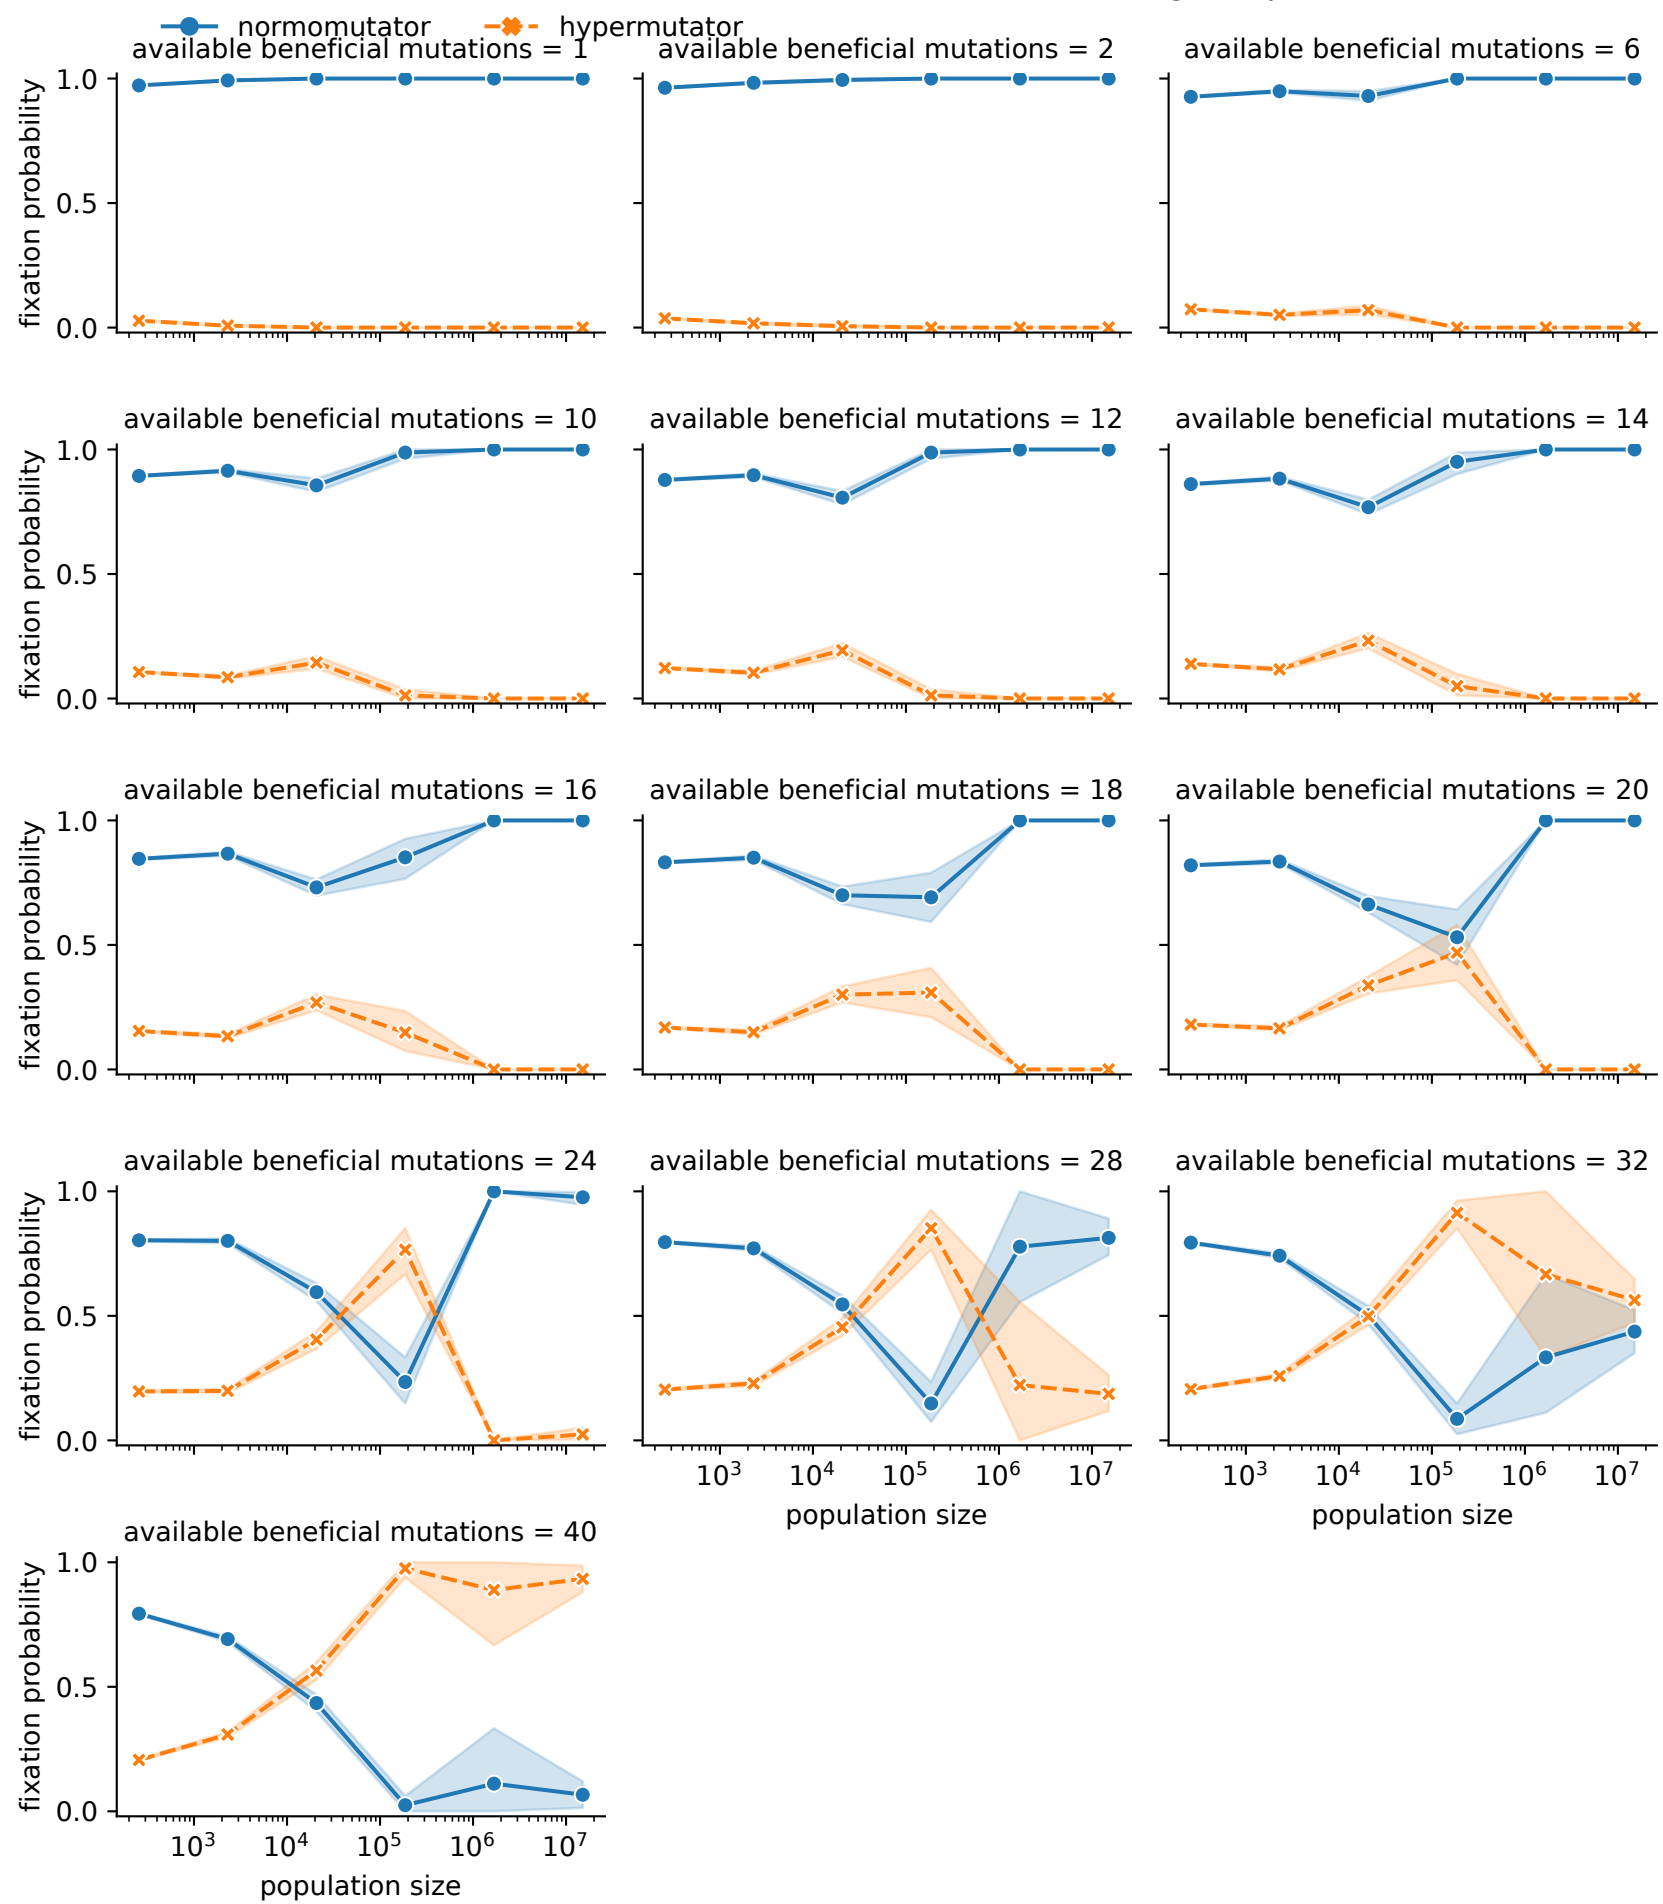 normomutator hypermutator
available beneficial mutations = 1
available beneficial mutations = 2
available beneficial mutations = 6
fixation probability
1.0
0.5
0.0
available beneficial mutations = 10
available beneficial mutations = 12
available beneficial mutations = 14
fixation probability
1.0
0.5
0.0
available beneficial mutations = 16
available beneficial mutations = 18
available beneficial mutations = 20
fixation probability
1.0
0.5
0.0
available beneficial mutations = 24
available beneficial mutations = 28
available beneficial mutations = 32
fixation probability
1.0
0.5
0.0
10³ 10⁴ 10⁵ 10⁶ 10⁷
population size
10³ 10⁴ 10⁵ 10⁶ 10⁷
population size
available beneficial mutations = 40
fixation probability
1.0
0.5
0.0
10³ 10⁴ 10⁵ 10⁶ 10⁷
population size